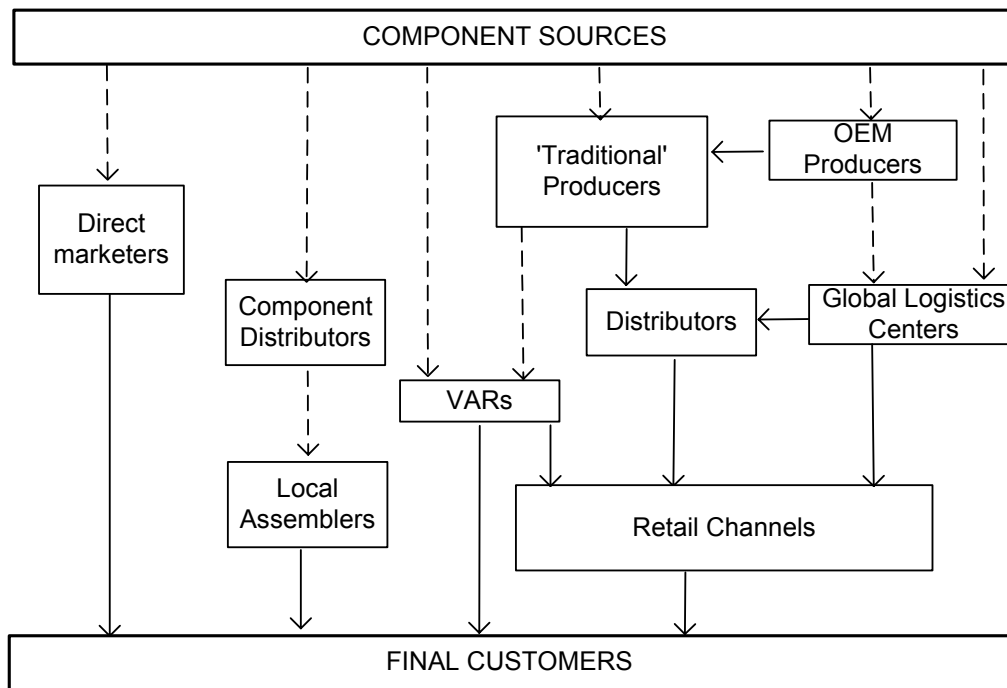 COMPONENT SOURCES
'Traditional'
Producers
OEM
Producers
Direct
marketers
Component
Distributors
Distributors
Global Logistics
Centers
VARs
Local
Assemblers
Retail Channels
FINAL CUSTOMERS